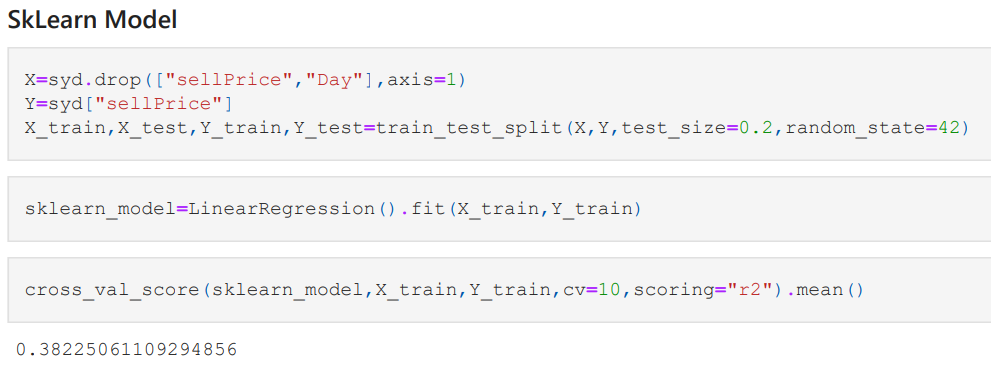 SkLearn Model
X=syd.drop(["sellPrice","Day"],axis=1)
Y=syd["sellPrice"]
X_train,X_test,Y_train,Y_test=train_test_split(X,Y,test_size=0.2,random_state=42)
sklearn_model=LinearRegression().fit(X_train,Y_train)
cross_val_score(sklearn_model,X_train,Y_train,cv=10,scoring="r2").mean()
0.38225061109294856